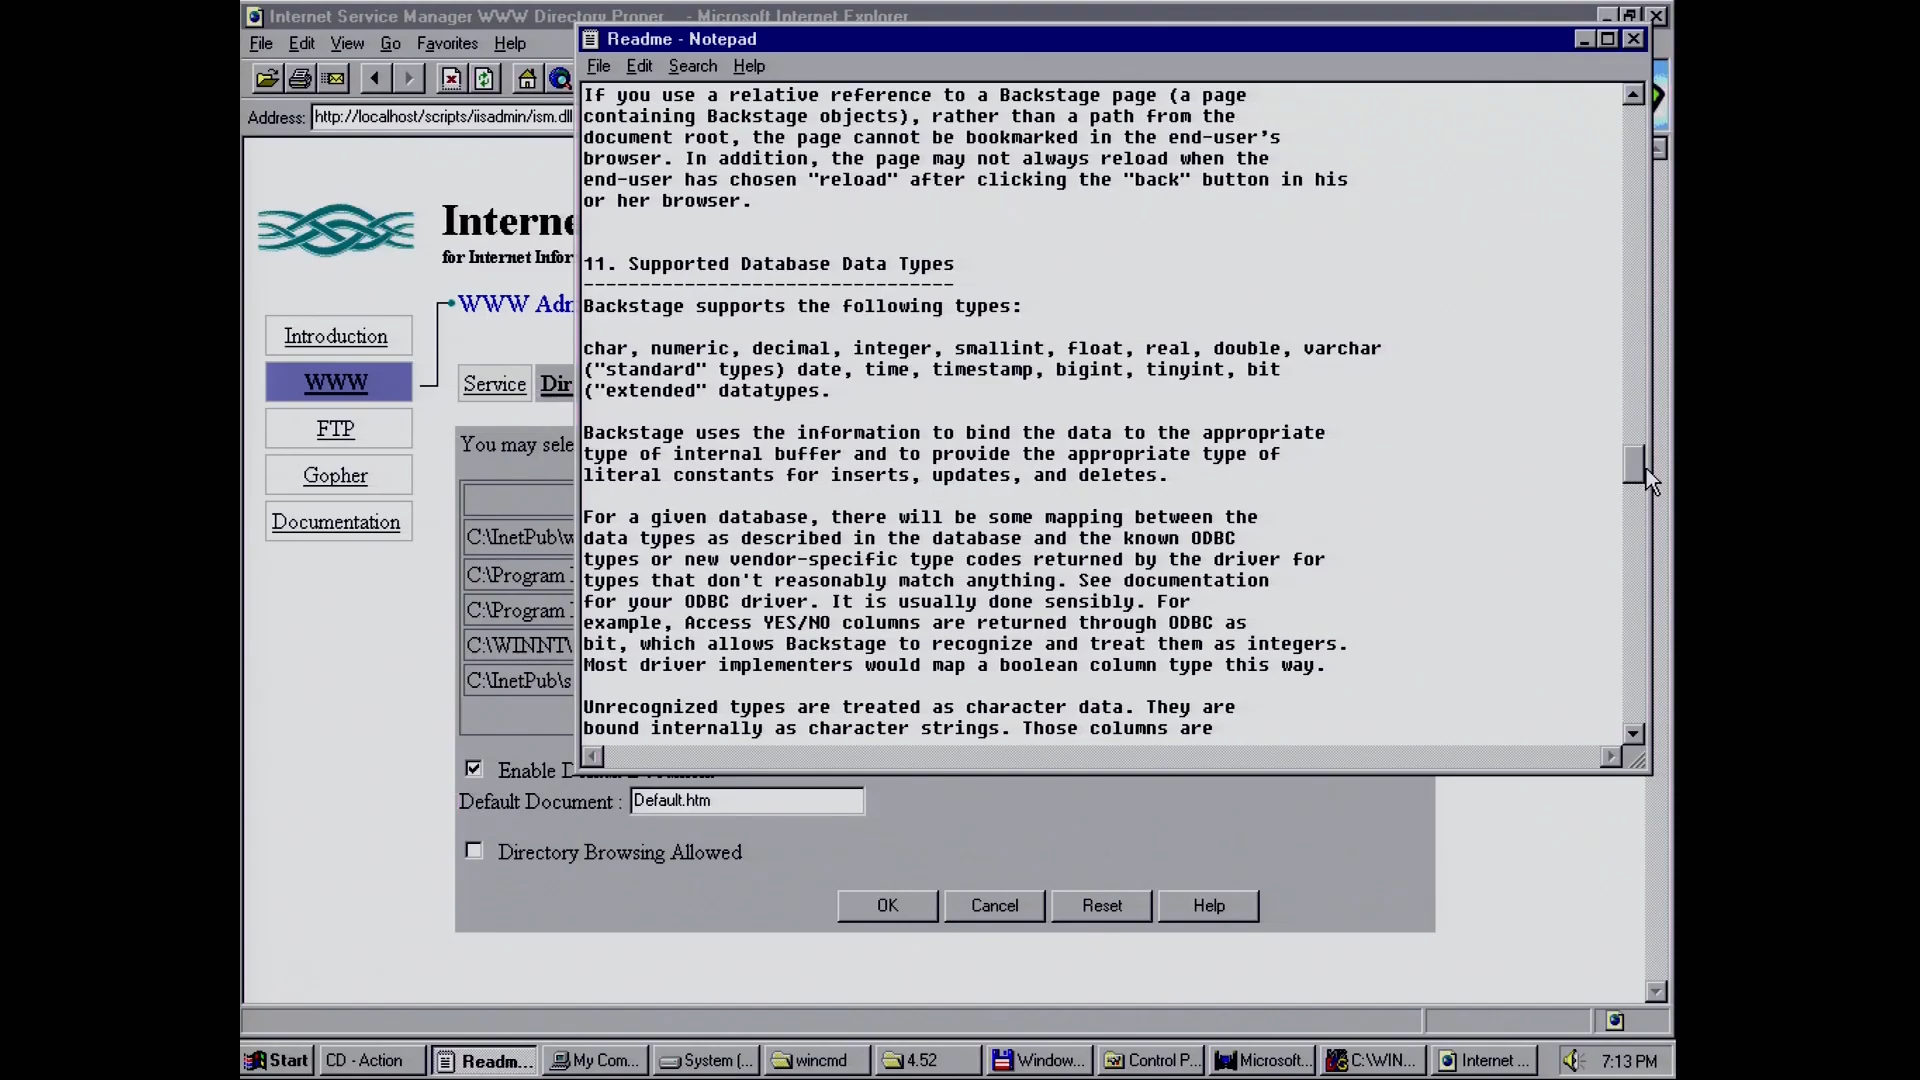 Internet Service Manager WWW Directory Proper... - Microsoft Internet Explorer
File Edit View Go Favorites Help
Address: http://localhost/scripts/iisadmin/ism.dll
Interne
for Internet Infor
WWW Adm
Introduction
WWW
FTP
Gopher
Documentation
Service Dir
You may sele
C:\InetPub\w
C:\Program
C:\Program
C:\WINNT\
C:\InetPub\s
Enable D
Default Document : Default.htm
Directory Browsing Allowed
OK Cancel Reset Help
Readme - Notepad
File Edit Search Help
If you use a relative reference to a Backstage page (a page
containing Backstage objects), rather than a path from the
document root, the page cannot be bookmarked in the end-user's
browser. In addition, the page may not always reload when the
end-user has chosen "reload" after clicking the "back" button in his
or her browser.
11. Supported Database Data Types
---------------------------------
Backstage supports the following types:
char, numeric, decimal, integer, smallint, float, real, double, varchar
("standard" types) date, time, timestamp, bigint, tinyint, bit
("extended" datatypes.
Backstage uses the information to bind the data to the appropriate
type of internal buffer and to provide the appropriate type of
literal constants for inserts, updates, and deletes.
For a given database, there will be some mapping between the
data types as described in the database and the known ODBC
types or new vendor-specific type codes returned by the driver for
types that don't reasonably match anything. See documentation
for your ODBC driver. It is usually done sensibly. For
example, Access YES/NO columns are returned through ODBC as
bit, which allows Backstage to recognize and treat them as integers.
Most driver implementers would map a boolean column type this way.
Unrecognized types are treated as character data. They are
bound internally as character strings. Those columns are
Start CD - Action Readm... My Com... System (... wincmd 4.52 Window... Control P... Microsoft... C:\WIN... Internet ... 7:13 PM